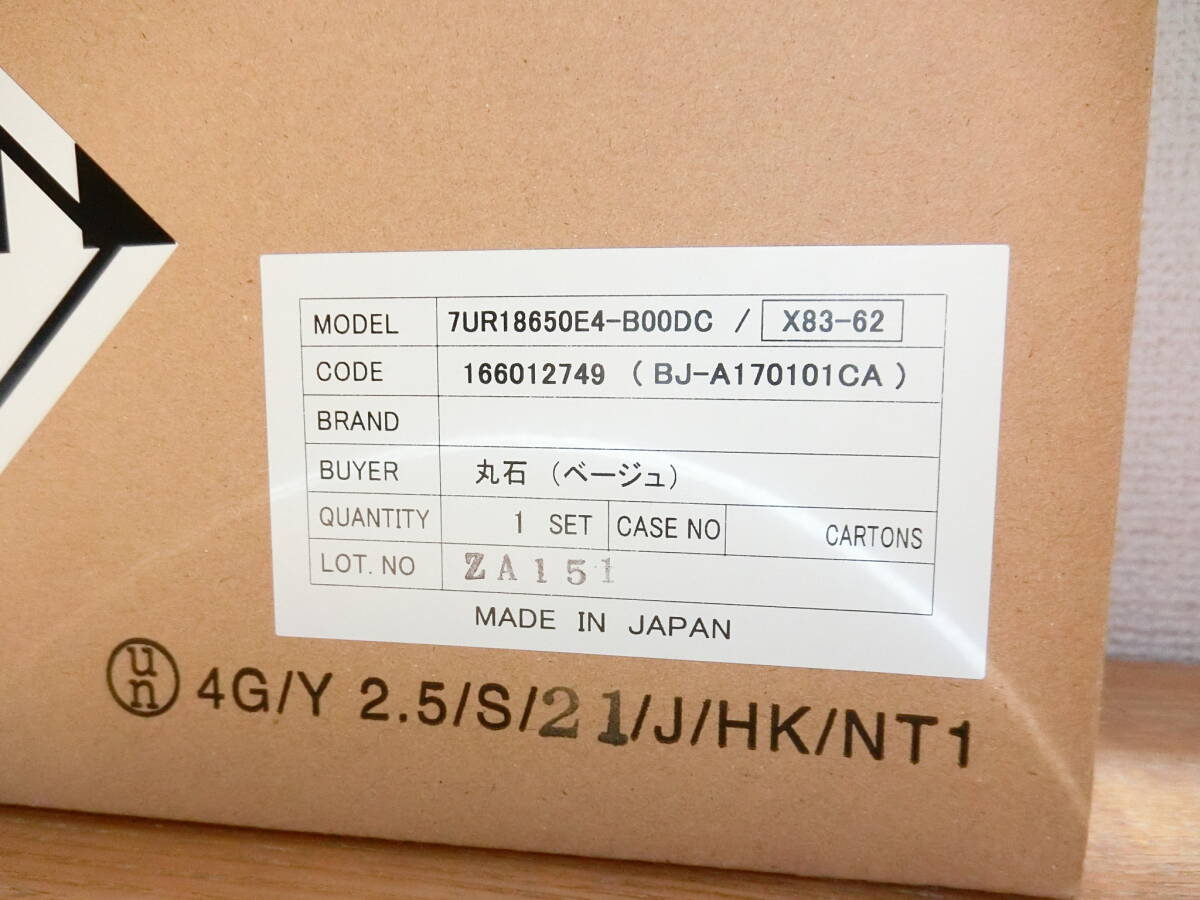 MODEL 7UR18650E4-B00DC / X83-62
CODE 166012749 ( BJ-A170101CA )
BRAND
BUYER 丸石 (ベージュ)
QUANTITY 1 SET CASE NO CARTONS
LOT. NO ZA151
MADE IN JAPAN
un 4G/Y 2.5/S/21/J/HK/NT1